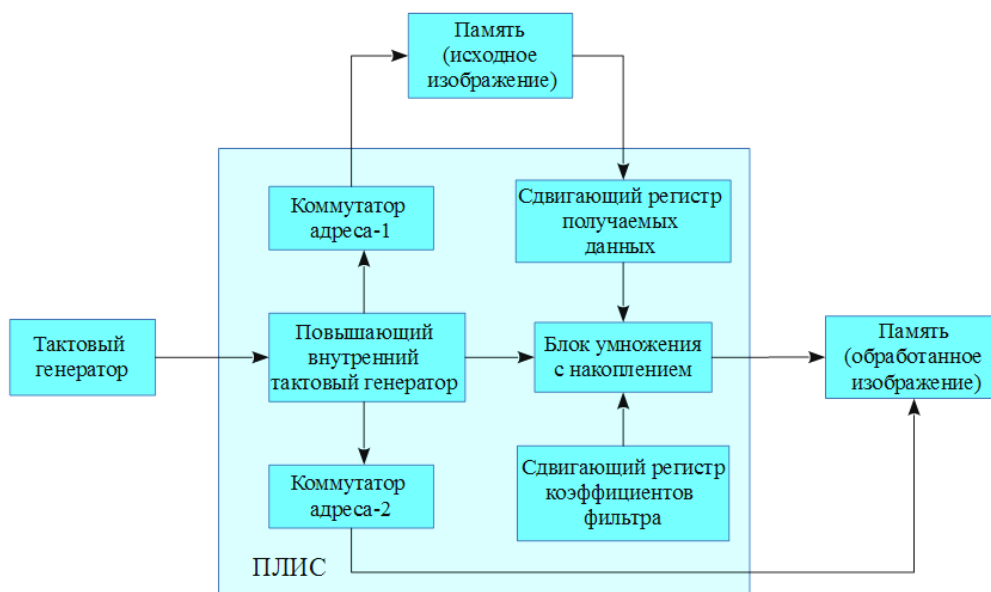 Память
(исходное
изображение)
Коммутатор
адреса-1
Сдвигающий регистр
получаемых
данных
Тактовый
генератор
Повышающий
внутренний
тактовый генератор
Блок умножения
с накоплением
Память
(обработанное
изображение)
Коммутатор
адреса-2
Сдвигающий регистр
коэффициентов
фильтра
ПЛИС